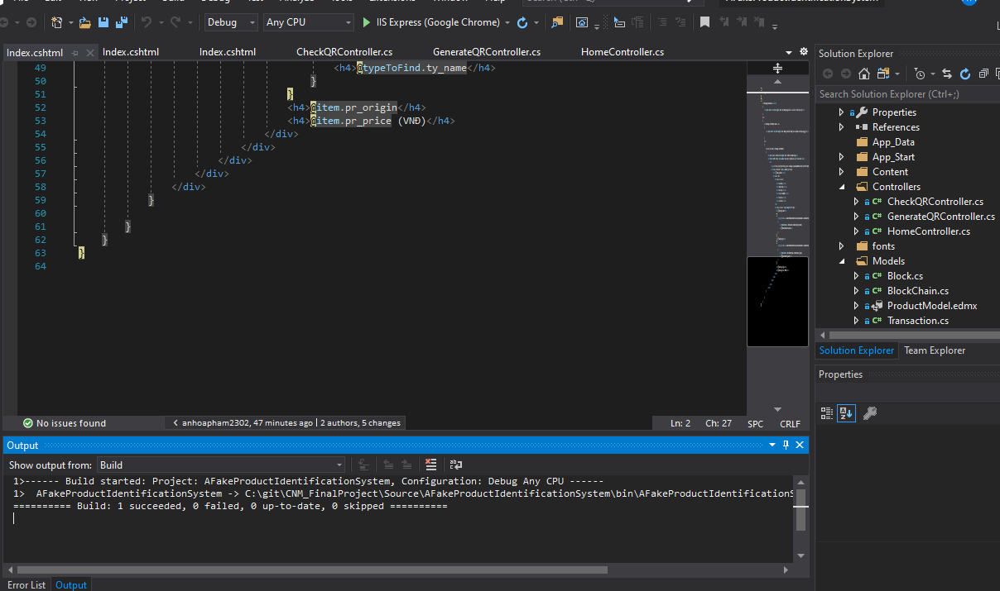 Debug
Any CPU
IIS Express (Google Chrome)
Index.cshtml
Index.cshtml
Index.cshtml
CheckQRController.cs
GenerateQRController.cs
HomeController.cs
49 <h4>@typeToFind.ty_name</h4>
50 }
51 }
52 <h4>@item.pr_origin</h4>
53 <h4>@item.pr_price (VNĐ)</h4>
54 </div>
55 </div>
56 </div>
57 </div>
58 </div>
59 }
60
61 }
62 }
63 }
64
No issues found
anhoapham2302, 47 minutes ago | 2 authors, 5 changes
Ln: 2 Ch: 27 SPC CRLF
Output
Show output from: Build
1>------ Build started: Project: AFakeProductIdentificationSystem, Configuration: Debug Any CPU ------
1> AFakeProductIdentificationSystem -> C:\git\CNM_FinalProject\Source\AFakeProductIdentificationSystem\bin\AFakeProductIdentificationS
========== Build: 1 succeeded, 0 failed, 0 up-to-date, 0 skipped ==========
Error List
Output
Solution Explorer
Search Solution Explorer (Ctrl+;)
Properties
References
App_Data
App_Start
Content
Controllers
C# CheckQRController.cs
C# GenerateQRController.cs
C# HomeController.cs
fonts
Models
C# Block.cs
C# BlockChain.cs
ProductModel.edmx
C# Transaction.cs
Solution Explorer
Team Explorer
Properties